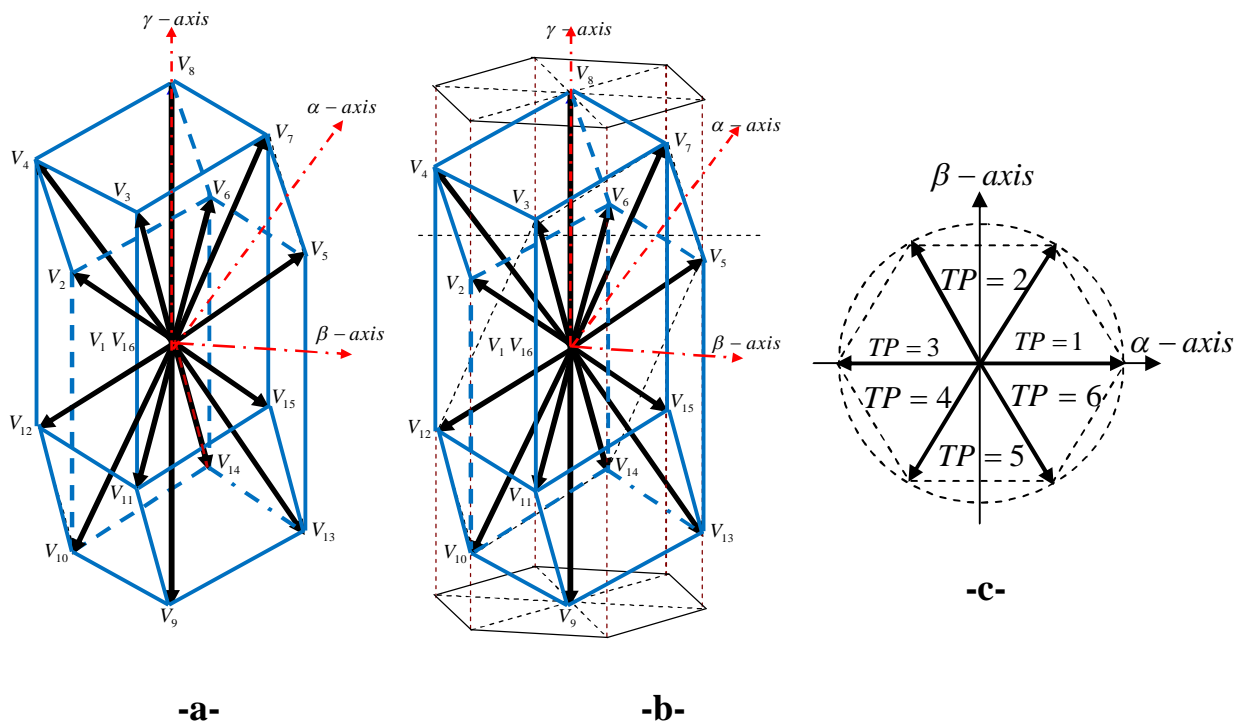 γ – axis
V8
α – axis
V7
V4
V3
V6
V5
V2
V1 V16
β – axis
V15
V12
V14
V11
V13
V10
V9
-a-
γ – axis
V8
α – axis
V7
V4
V3
V6
V5
V2
V1 V16
β – axis
V15
V12
V14
V11
V13
V10
V9
-b-
β – axis
TP = 2
TP = 3
TP = 1
α – axis
TP = 4
TP = 6
TP = 5
-c-